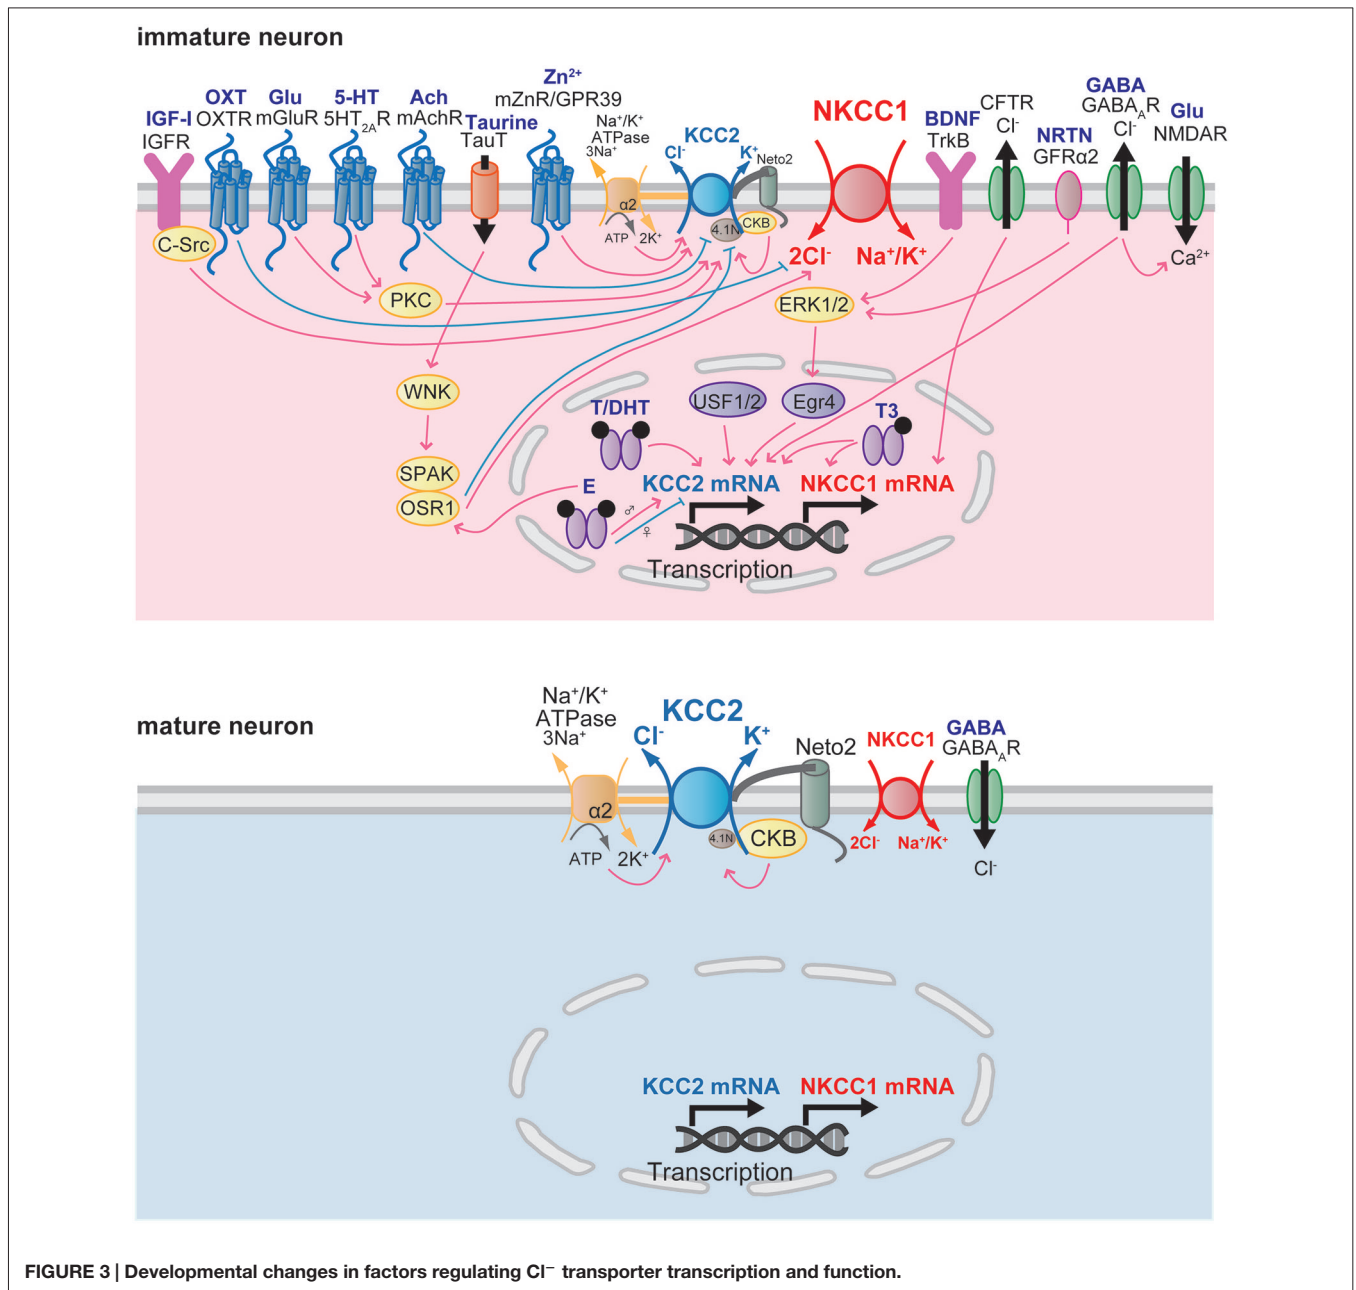 immature neuron
IGF-I
IGFR
OXT
OXTR
Glu
mGluR
5-HT
5HT2AR
Ach
mAchR
Taurine
TauT
Zn2+
mZnR/GPR39
Na+/K+
ATPase
3Na+
α2
ATP
2K+
KCC2
Cl-
K+
Neto2
4.1N
CKB
NKCC1
2Cl-
Na+/K+
BDNF
TrkB
CFTR
Cl-
NRTN
GFRα2
GABA
GABAAR
Cl-
Glu
NMDAR
Ca2+
C-Src
PKC
ERK1/2
WNK
SPAK
OSR1
T/DHT
USF1/2
Egr4
T3
E
♂
♀
KCC2 mRNA
NKCC1 mRNA
Transcription
mature neuron
Na+/K+
ATPase
3Na+
α2
ATP
2K+
KCC2
Cl-
K+
Neto2
4.1N
CKB
NKCC1
2Cl-
Na+/K+
GABA
GABAAR
Cl-
KCC2 mRNA
NKCC1 mRNA
Transcription
FIGURE 3 | Developmental changes in factors regulating Cl− transporter transcription and function.